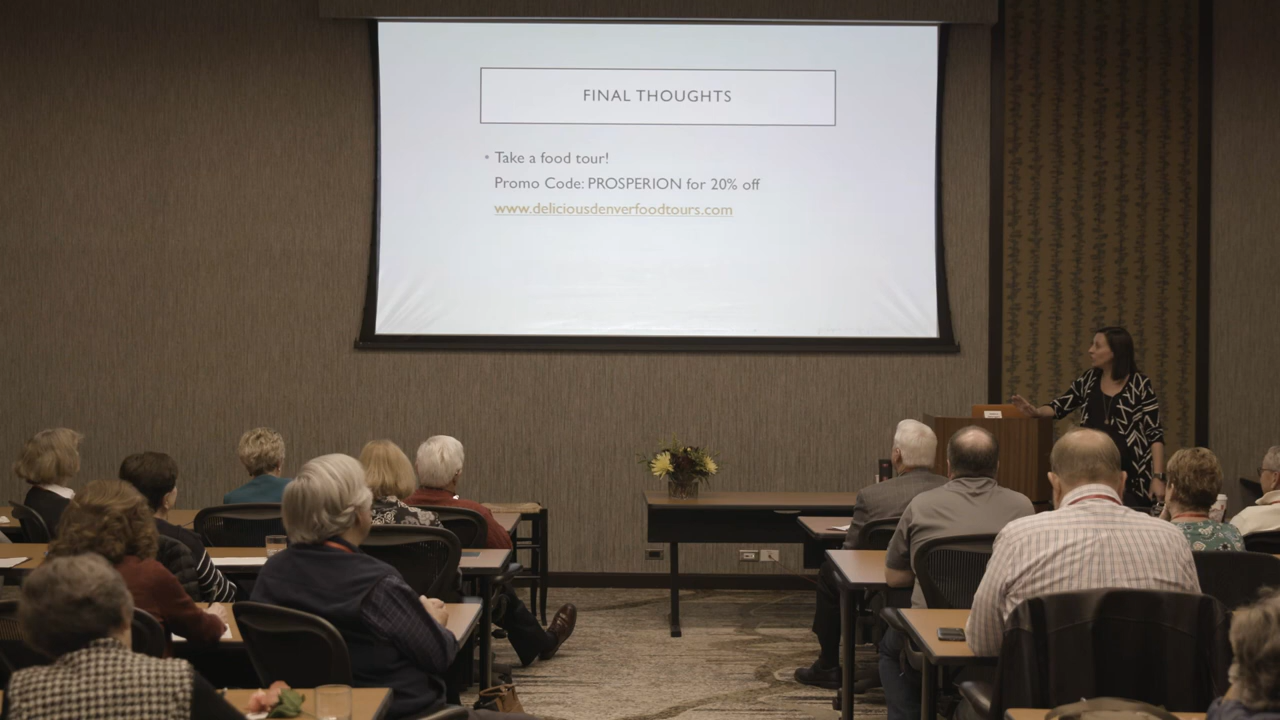 FINAL THOUGHTS
• Take a food tour!
Promo Code: PROSPERION for 20% off
www.deliciousdenverfoodtours.com